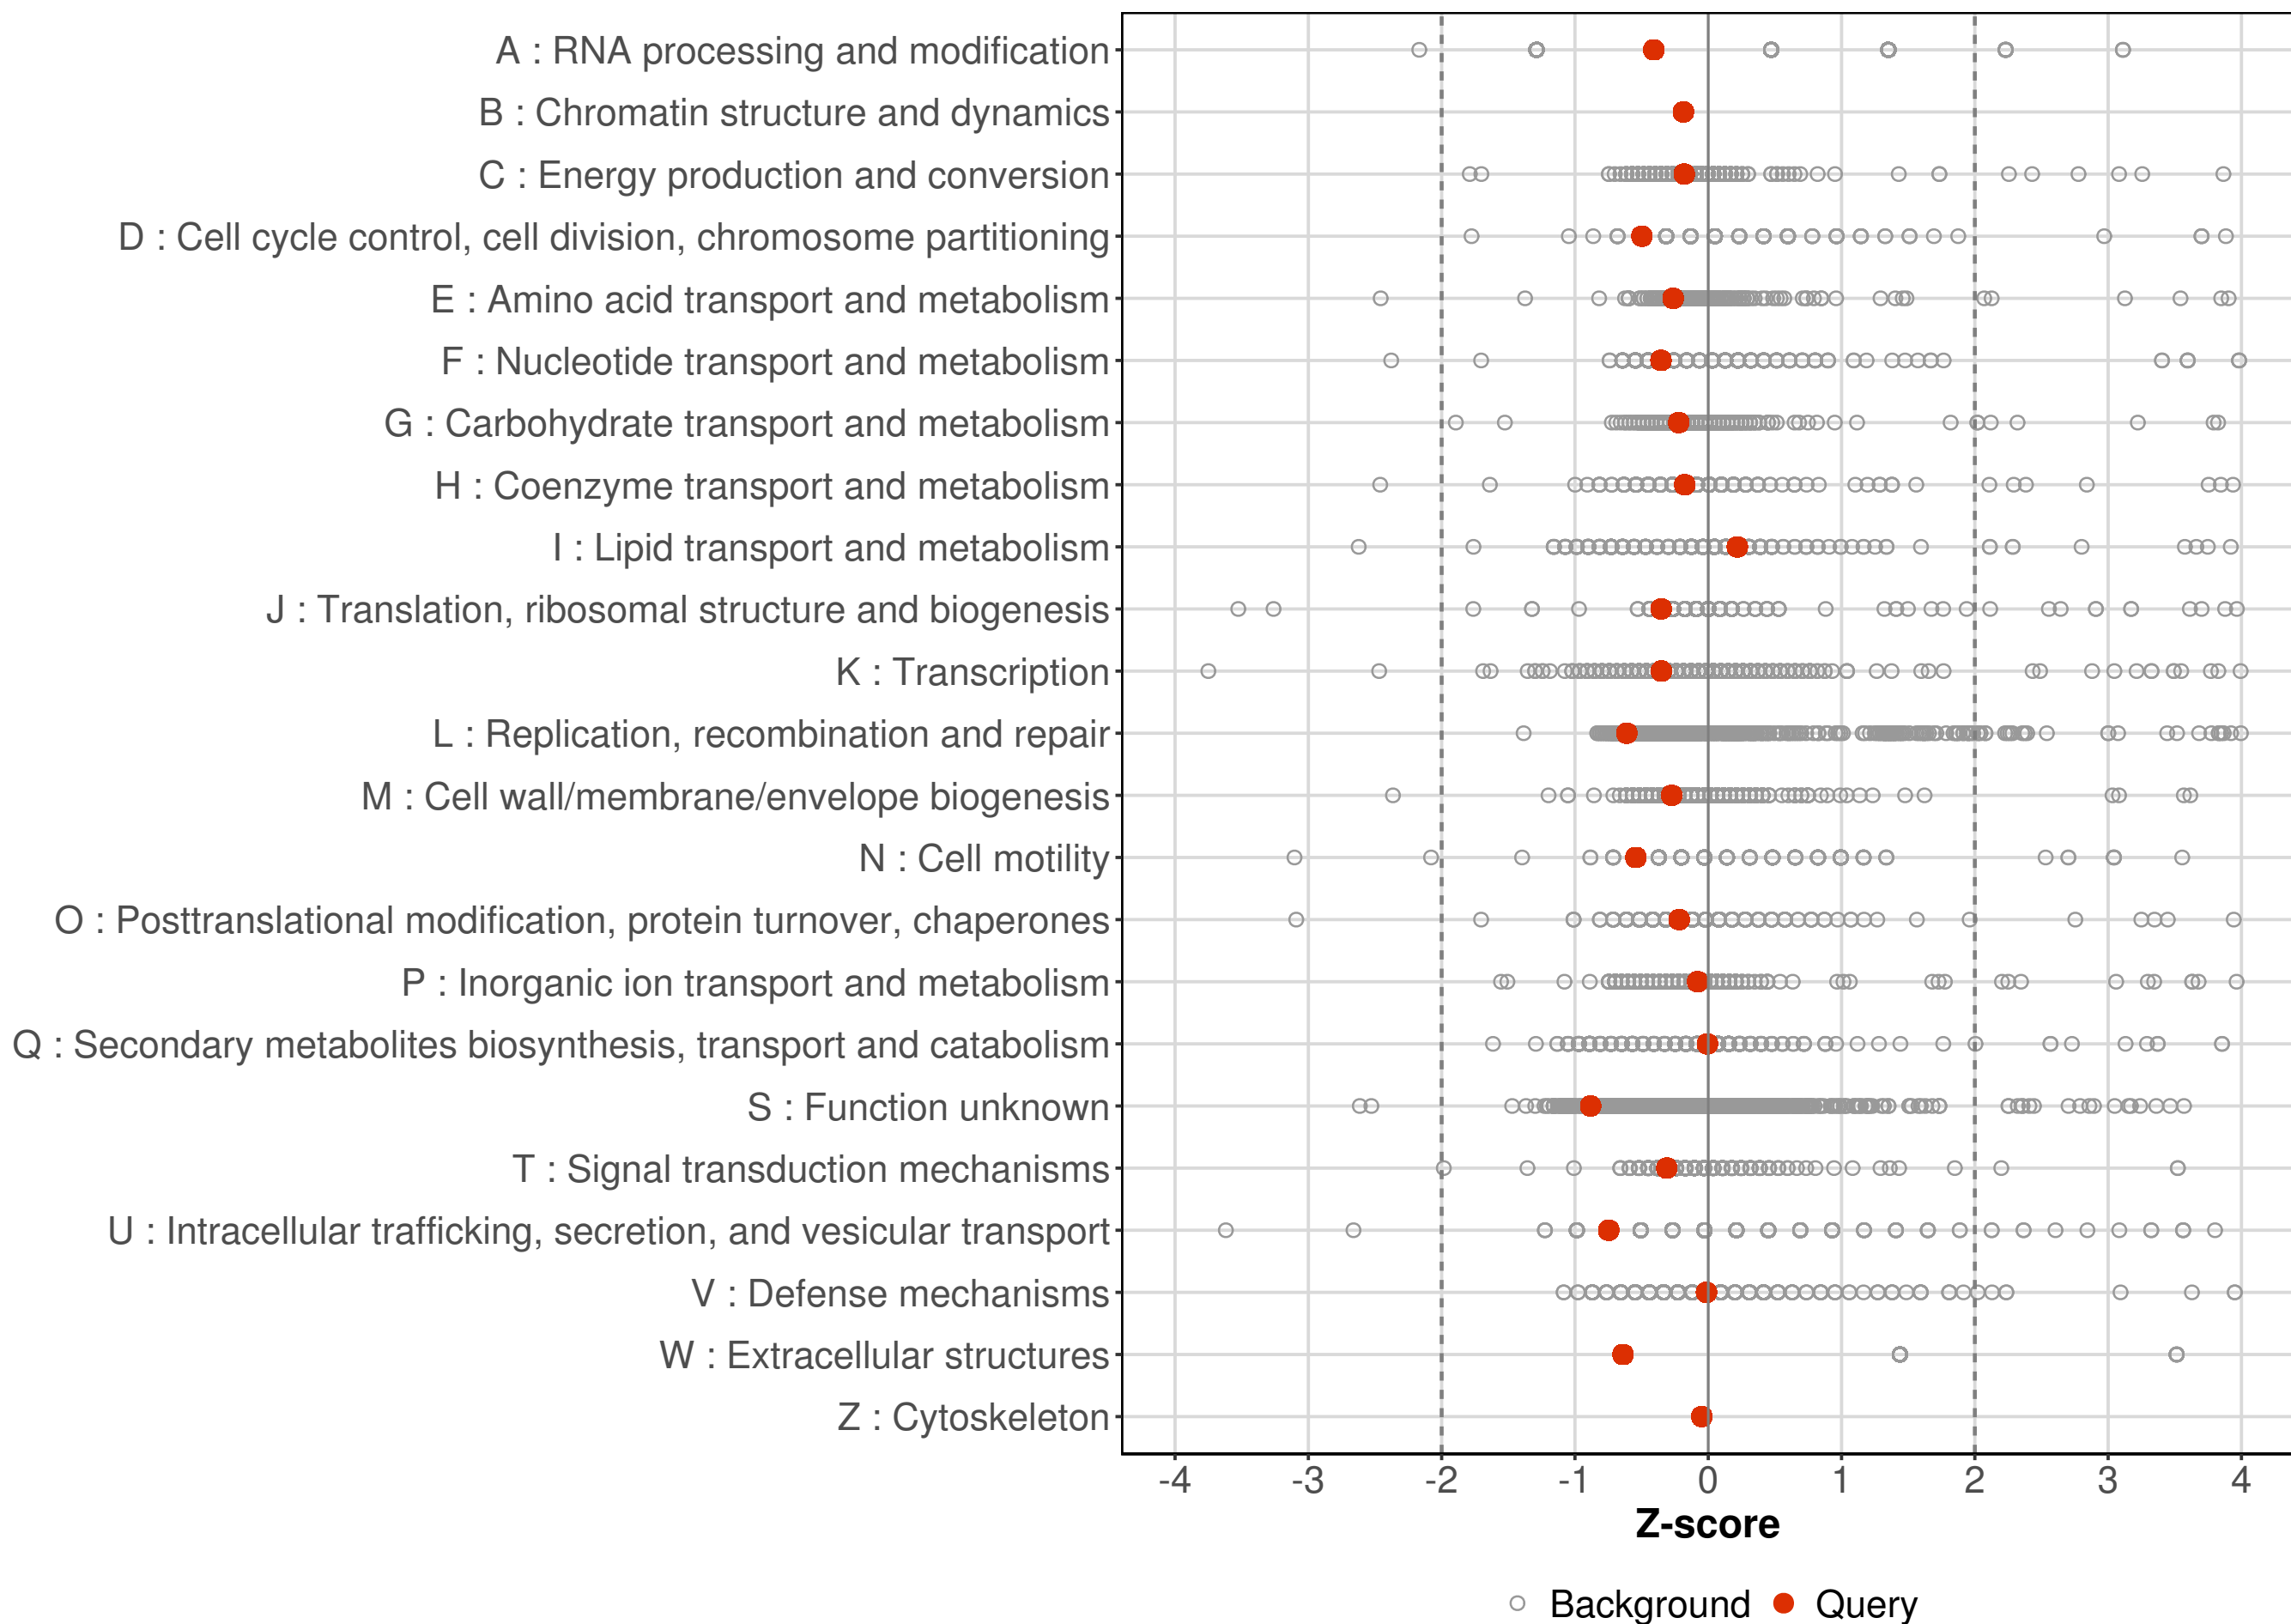 A : RNA processing and modification
B : Chromatin structure and dynamics
C : Energy production and conversion
D : Cell cycle control, cell division, chromosome partitioning
E : Amino acid transport and metabolism
F : Nucleotide transport and metabolism
G : Carbohydrate transport and metabolism
H : Coenzyme transport and metabolism
I : Lipid transport and metabolism
J : Translation, ribosomal structure and biogenesis
K : Transcription
L : Replication, recombination and repair
M : Cell wall/membrane/envelope biogenesis
N : Cell motility
O : Posttranslational modification, protein turnover, chaperones
P : Inorganic ion transport and metabolism
Q : Secondary metabolites biosynthesis, transport and catabolism
S : Function unknown
T : Signal transduction mechanisms
U : Intracellular trafficking, secretion, and vesicular transport
V : Defense mechanisms
W : Extracellular structures
Z : Cytoskeleton
-4 -3 -2 -1 0 1 2 3 4
Z-score
Background Query